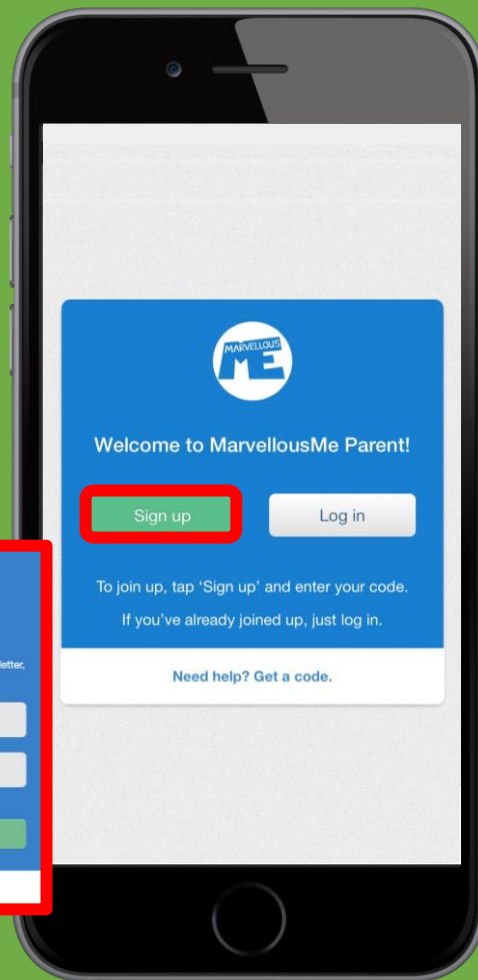 MARVELLOUS
ME
Welcome to MarvellousMe Parent!
Sign up
Log in
To join up, tap ‘Sign up’ and enter your code.
If you’ve already joined up, just log in.
Need help? Get a code.
letter,